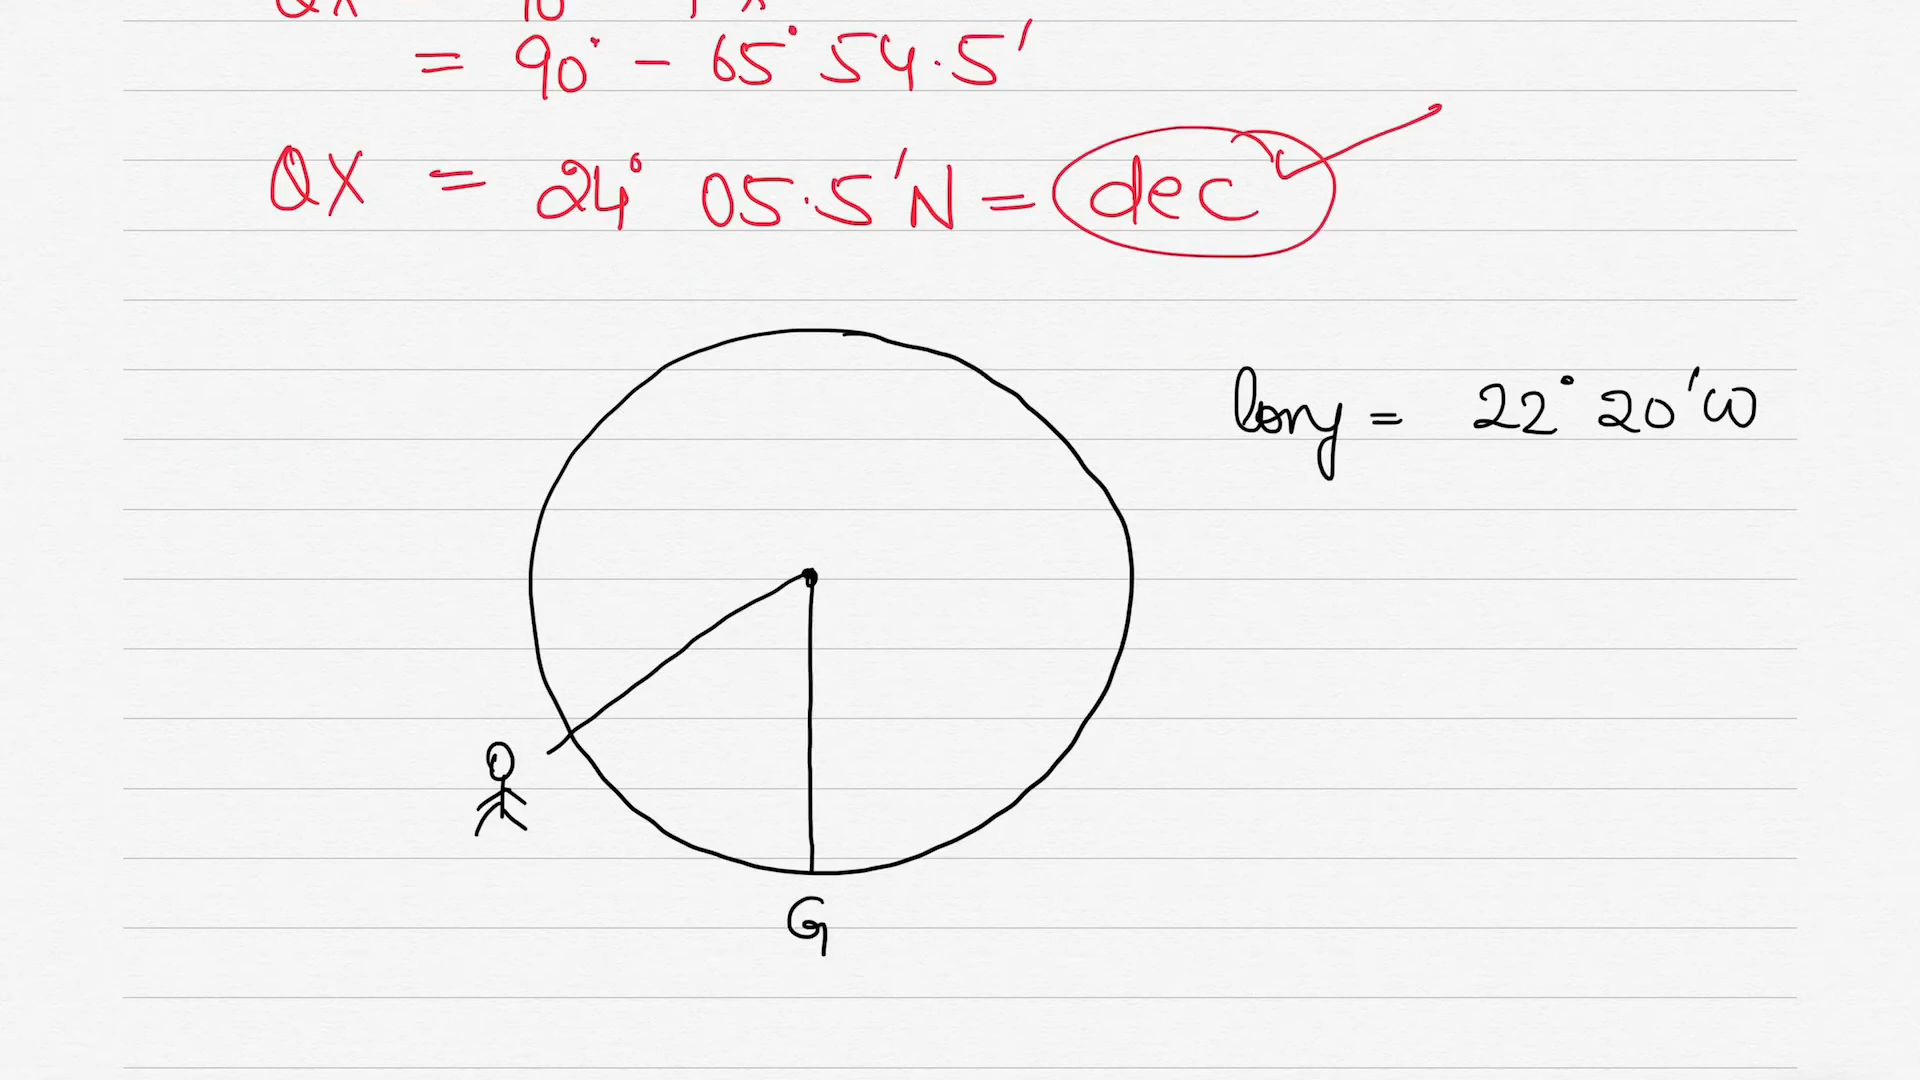 = 90° - 65° 54.5'
QX = 24° 05.5'N = dec
long = 22° 20'W
G